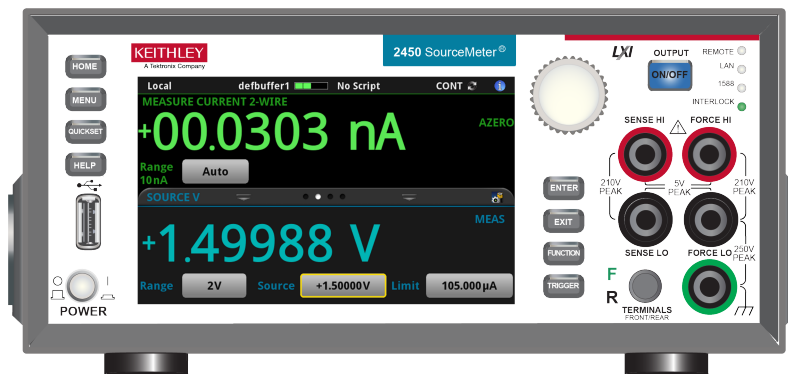 KEITHLEY
A Tektronix Company
2450 SourceMeter®
LXI
OUTPUT
ON/OFF
REMOTE
LAN
1588
INTERLOCK
HOME
MENU
QUICKSET
HELP
POWER
Local defbuffer1 No Script CONT i
MEASURE CURRENT 2-WIRE
+00.0303 nA
AZERO
Range Auto
10nA
SOURCE V
MEAS
+1.49988 V
Range 2V Source +1.50000V Limit 105.000µA
ENTER
EXIT
FUNCTION
TRIGGER
SENSE HI
FORCE HI
210V
PEAK
5V
PEAK
210V
PEAK
SENSE LO
FORCE LO
250V
PEAK
F
R
TERMINALS
FRONT/REAR